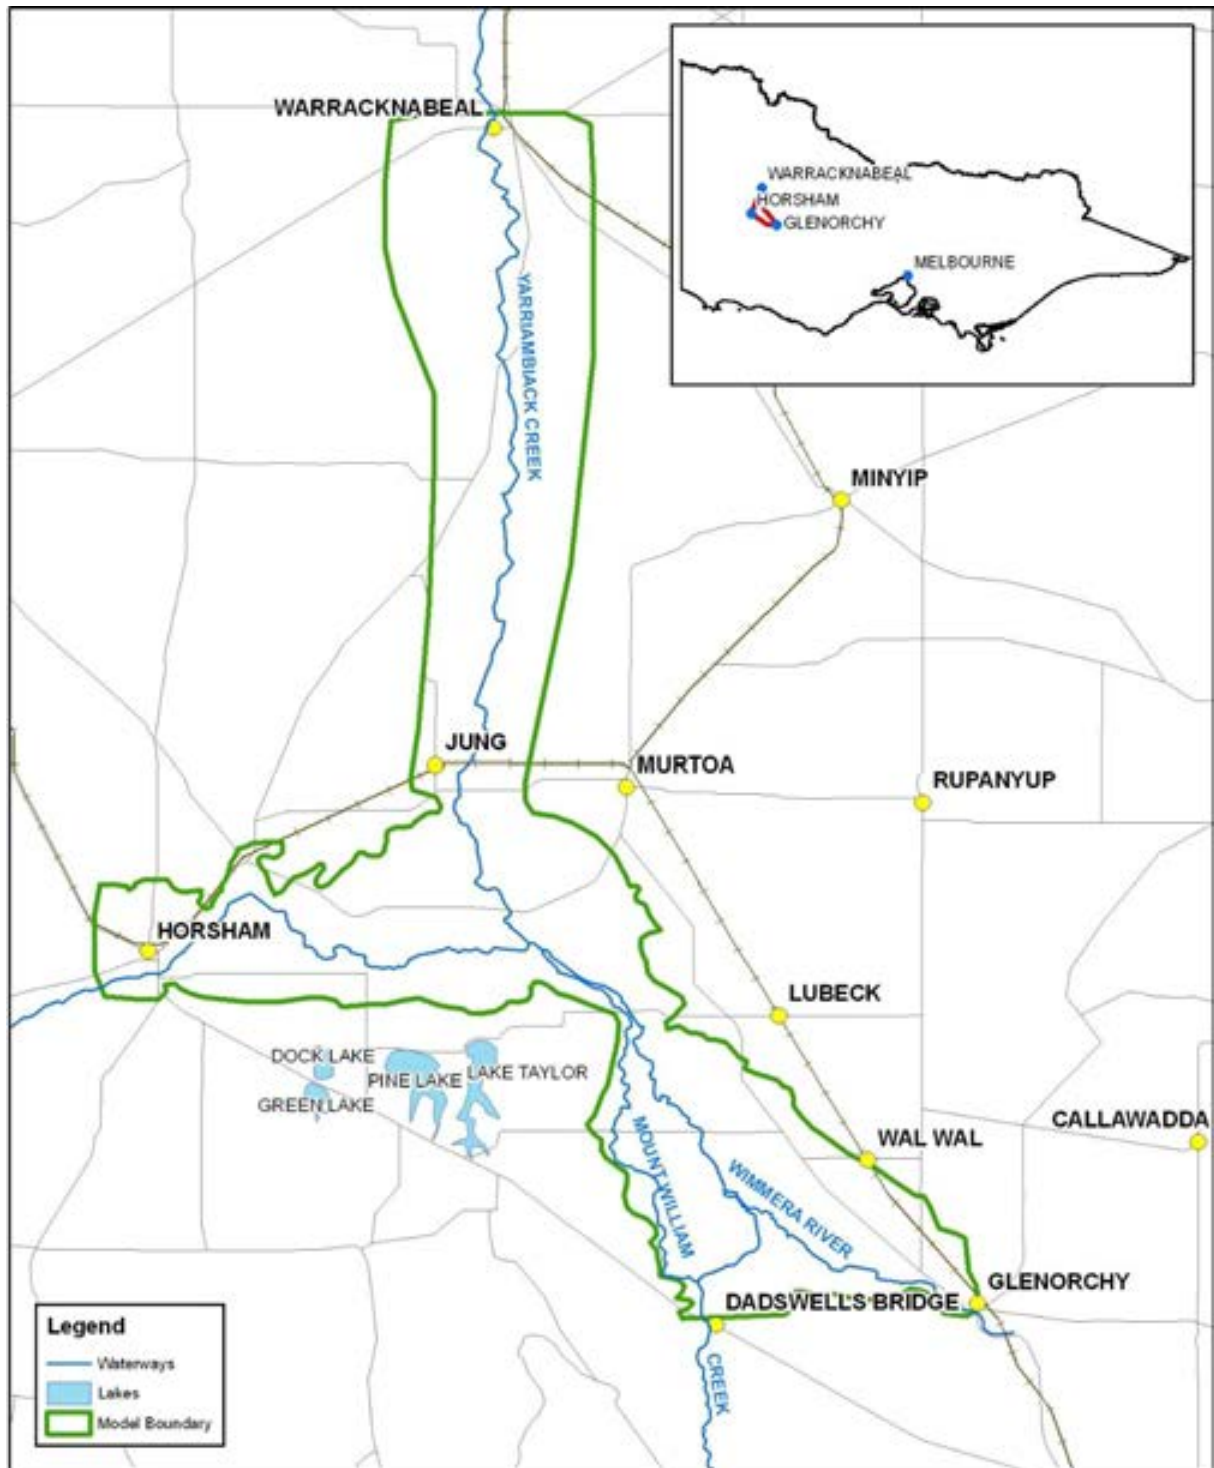 WARRACKNABEAL
WARRACKNABEAL
HORSHAM
GLENORCHY
MELBOURNE
YARRIAMBIACK CREEK
MINYIP
JUNG
MURTOA
RUPANYUP
HORSHAM
LUBECK
DOCK LAKE
PINE LAKE
LAKE TAYLOR
GREEN LAKE
CALLAWADDA
WAL WAL
MOUNT WILLIAM
WIMMERA RIVER
GLENORCHY
DADSWELLS BRIDGE
CREEK
Legend
Waterways
Lakes
Model Boundary